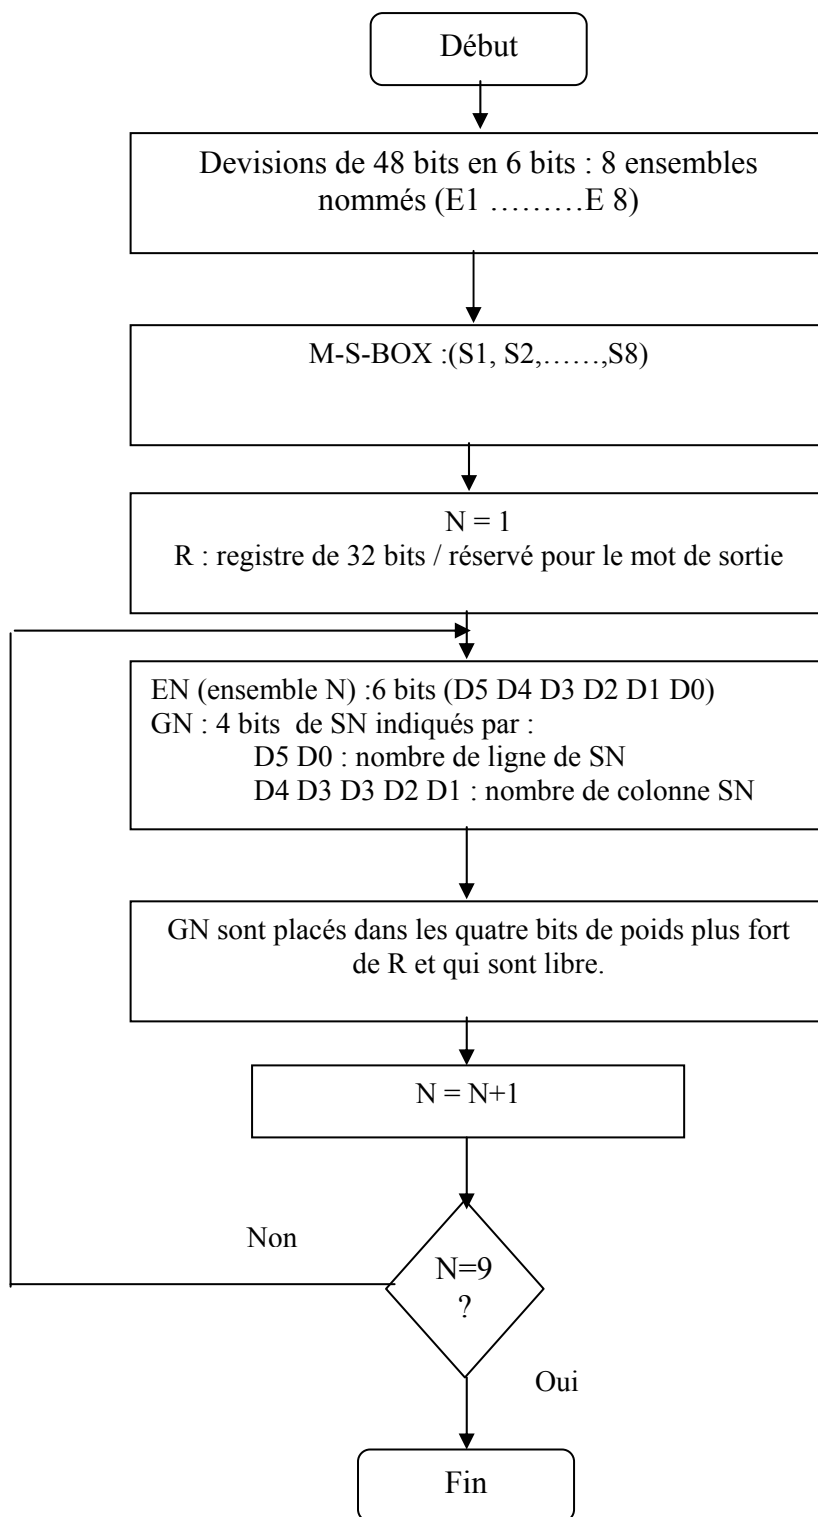 Début
Devisions de 48 bits en 6 bits : 8 ensembles
nommés (E1 ………E 8)
M-S-BOX :(S1, S2,……,S8)
N = 1
R : registre de 32 bits / réservé pour le mot de sortie
EN (ensemble N) :6 bits (D5 D4 D3 D2 D1 D0)
GN : 4 bits de SN indiqués par :
D5 D0 : nombre de ligne de SN
D4 D3 D3 D2 D1 : nombre de colonne SN
GN sont placés dans les quatre bits de poids plus fort
de R et qui sont libre.
N = N+1
Non
N=9
?
Oui
Fin